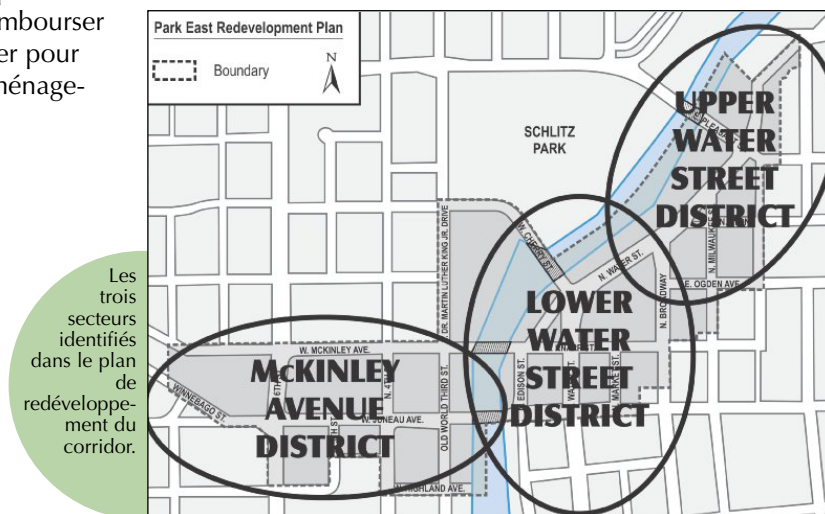 mbourser
er pour
ménage-
Park East Redevelopment Plan
Boundary
N
SCHLITZ
PARK
UPPER
WATER
STREET
DISTRICT
N. MILWAUKEE ST.
E. OGDEN AVE.
N. BROADWAY
N. WATER ST.
W. CHERRY ST.
DR. MARTIN LUTHER KING JR. DRIVE
LOWER
WATER
STREET
DISTRICT
EDISON ST.
MARKET ST.
W. MCKINLEY AVE.
McKINLEY
AVENUE
DISTRICT
WINNEBAGO ST.
6TH
N. 4TH
W. JUNEAU AVE.
OLD WORLD THIRD ST.
HIGHLAND AVE.
Les
trois
secteurs
identifiés
dans le plan
de
redéveloppe-
ment du
corridor.